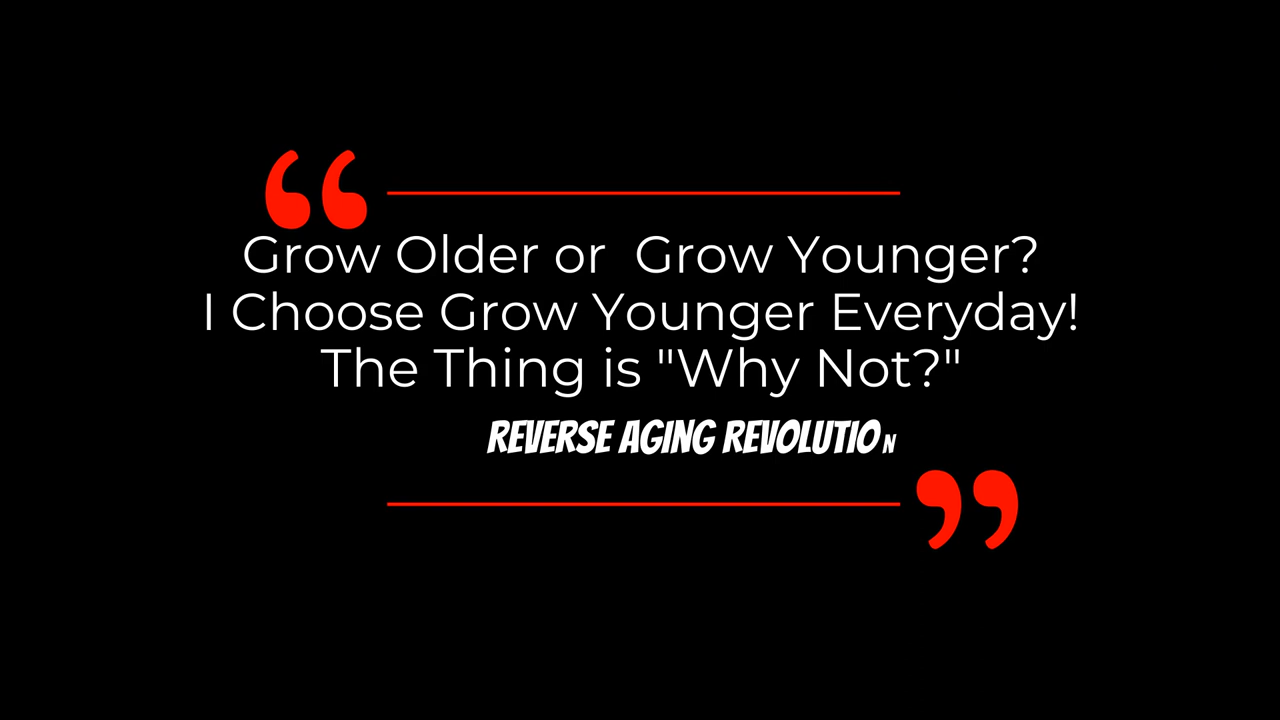 Grow Older or  Grow Younger?
I Choose Grow Younger Everyday!
The Thing is "Why Not?"
REVERSE AGING REVOLUTION